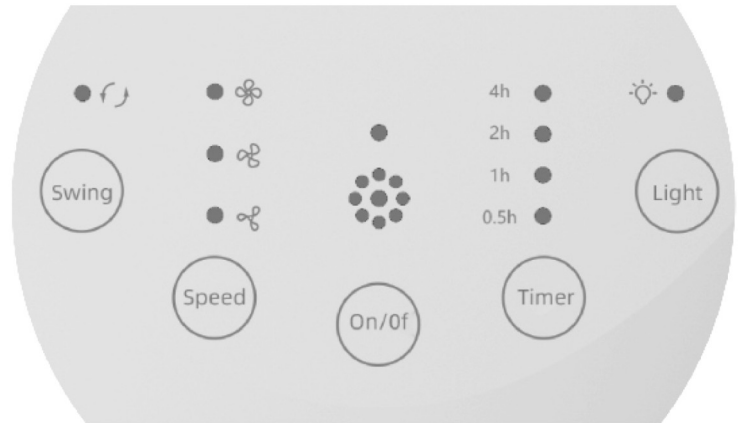 4h
2h
Swing
1h
Light
0.5h
Speed
Timer
On/0f